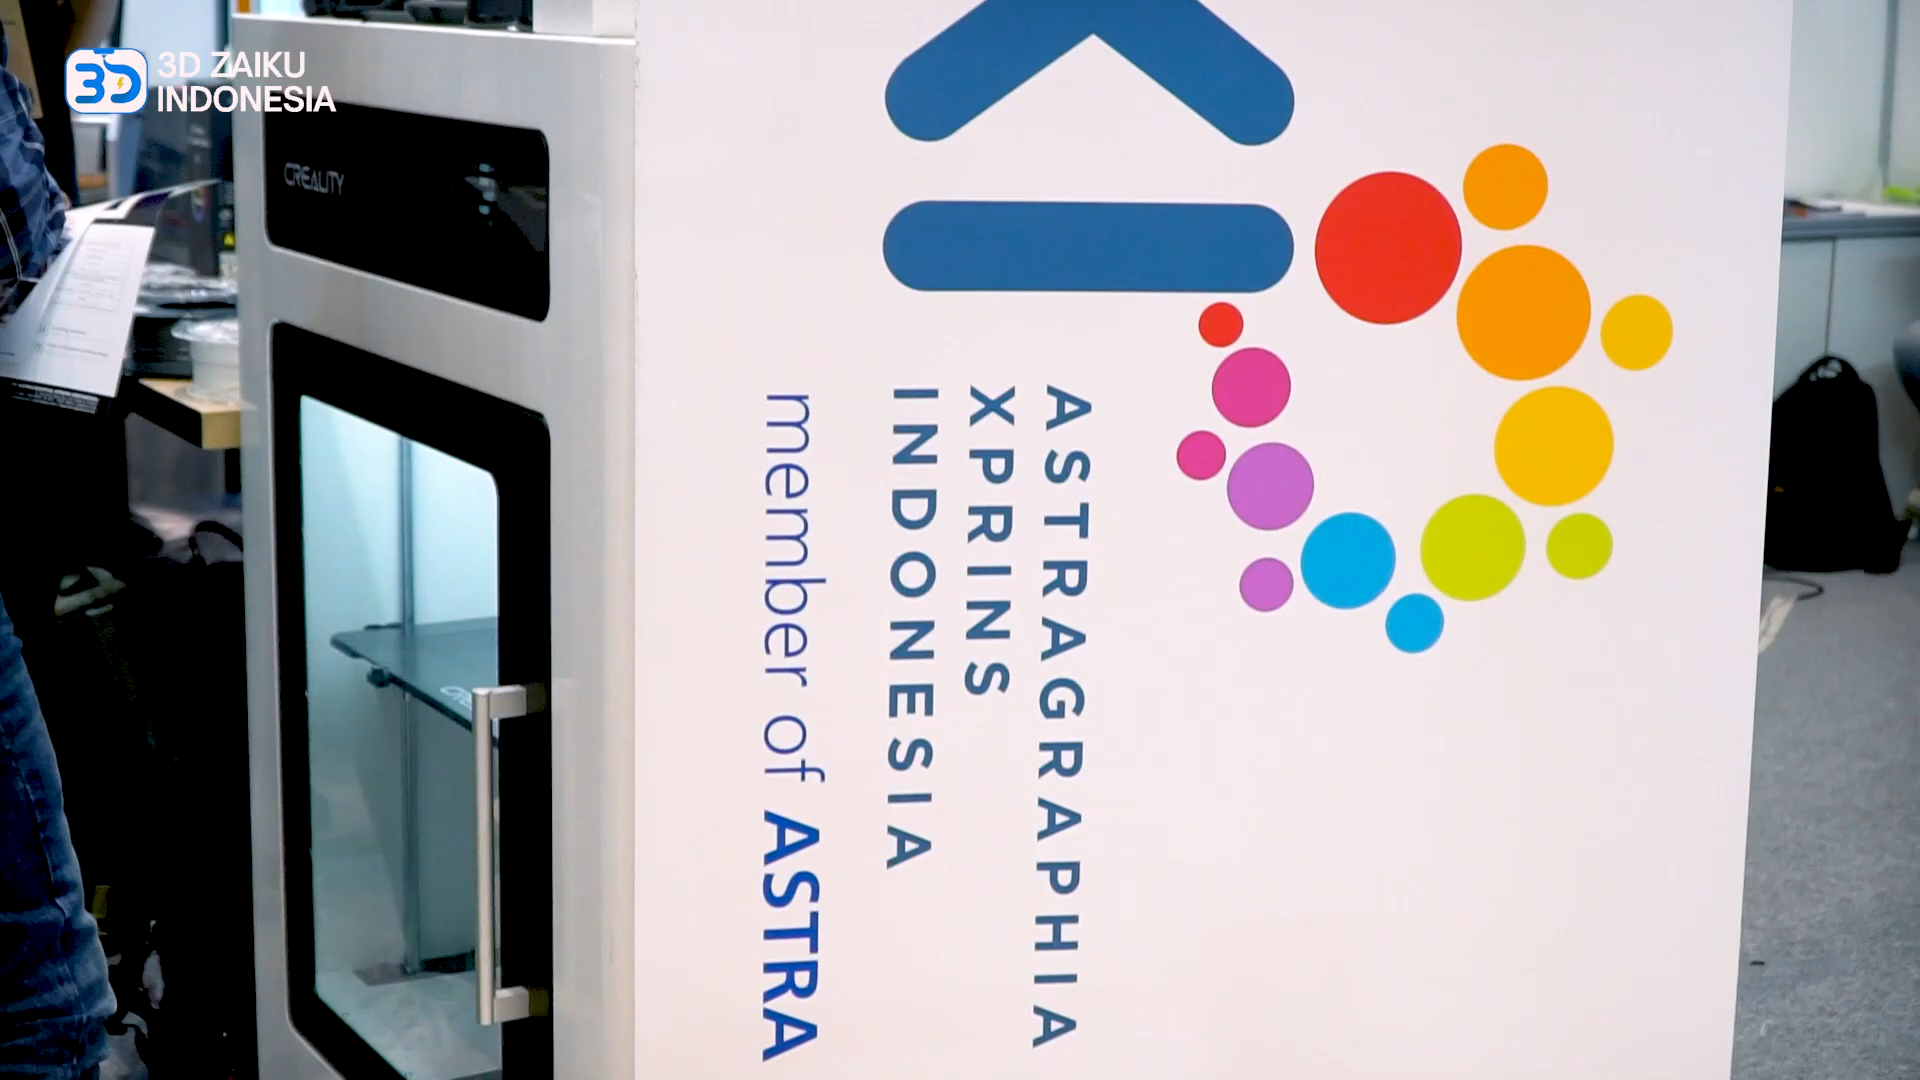 3D ZAIKU
INDONESIA
CREALITY
ASTRAGRAPHIA
XPRINS
INDONESIA
member of ASTRA